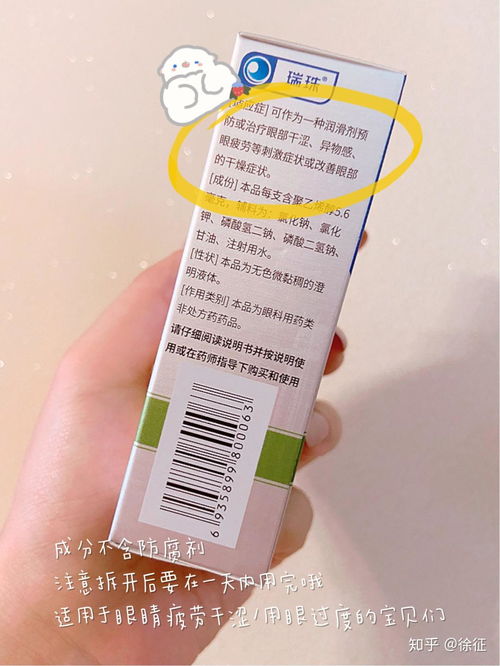 瑞珠®
[适应症] 可作为一种润滑剂预
防或治疗眼部干涩、异物感、
眼疲劳等刺激症状或改善眼部
的干燥症状。
[成份] 本品每支含聚乙烯醇5.6
毫克，辅料为：氯化钠、氯化
钾、磷酸氢二钠、磷酸二氢钠、
甘油、注射用水。
[性状] 本品为无色微黏稠的澄
明液体。
[作用类别] 本品为眼科用药类
非处方药药品。
请仔细阅读说明书并按说明使
用或在药师指导下购买和使用
6935899800063
成分不含防腐剂
注意拆开后要在一天内用完哦
适用于眼睛疲劳干涩/用眼过度的宝贝们
知乎 @徐征